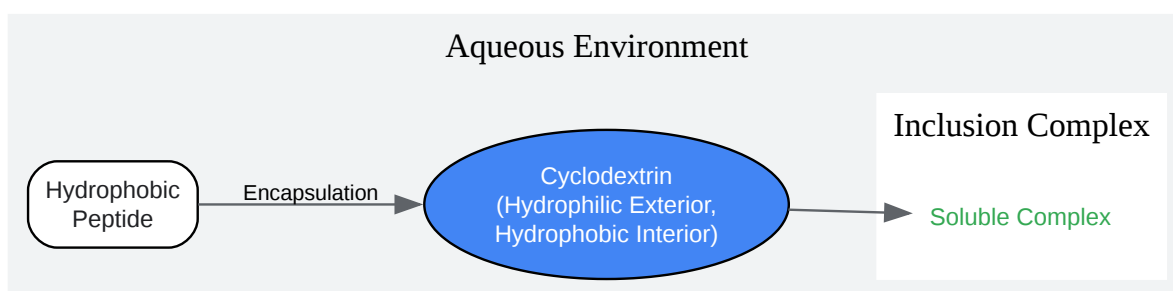 Aqueous Environment
Inclusion Complex
Hydrophobic
Peptide
Encapsulation
Cyclodextrin
(Hydrophilic Exterior,
Hydrophobic Interior)
Soluble Complex